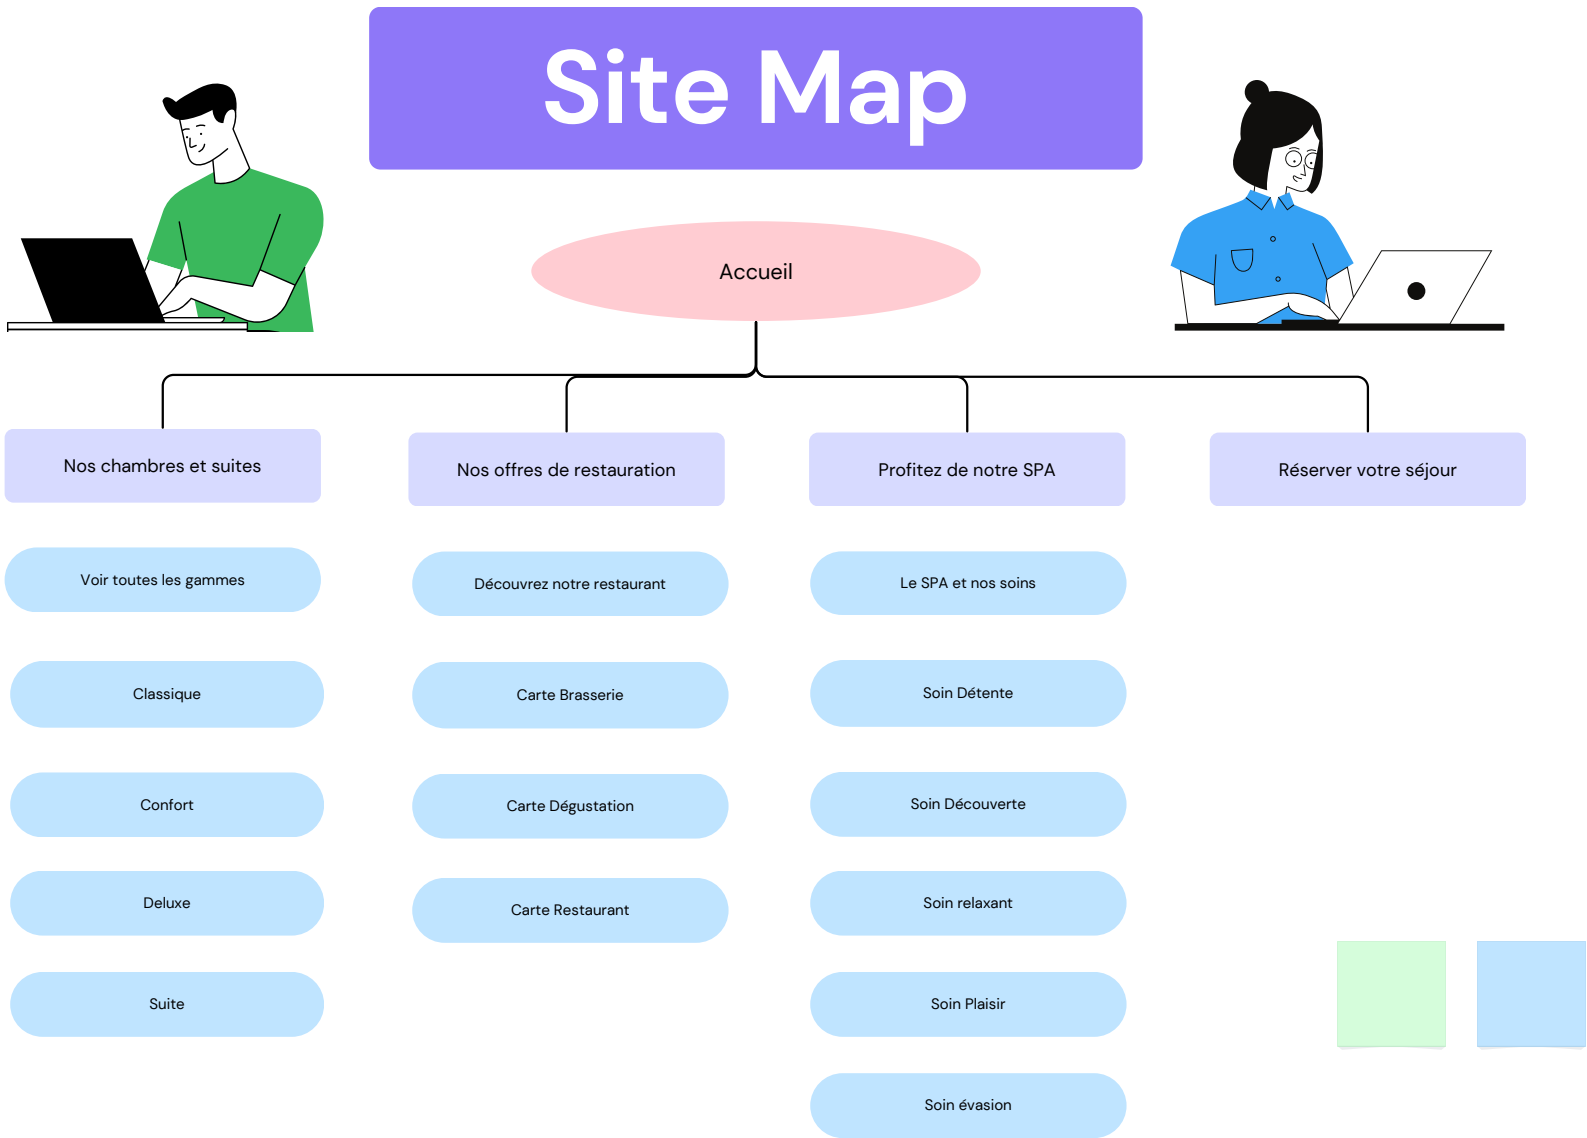 Site Map
Accueil
Nos chambres et suites
Nos offres de restauration
Profitez de notre SPA
Réserver votre séjour
Voir toutes les gammes
Découvrez notre restaurant
Le SPA et nos soins
Classique
Carte Brasserie
Soin Détente
Confort
Carte Dégustation
Soin Découverte
Deluxe
Carte Restaurant
Soin relaxant
Suite
Soin Plaisir
Soin évasion